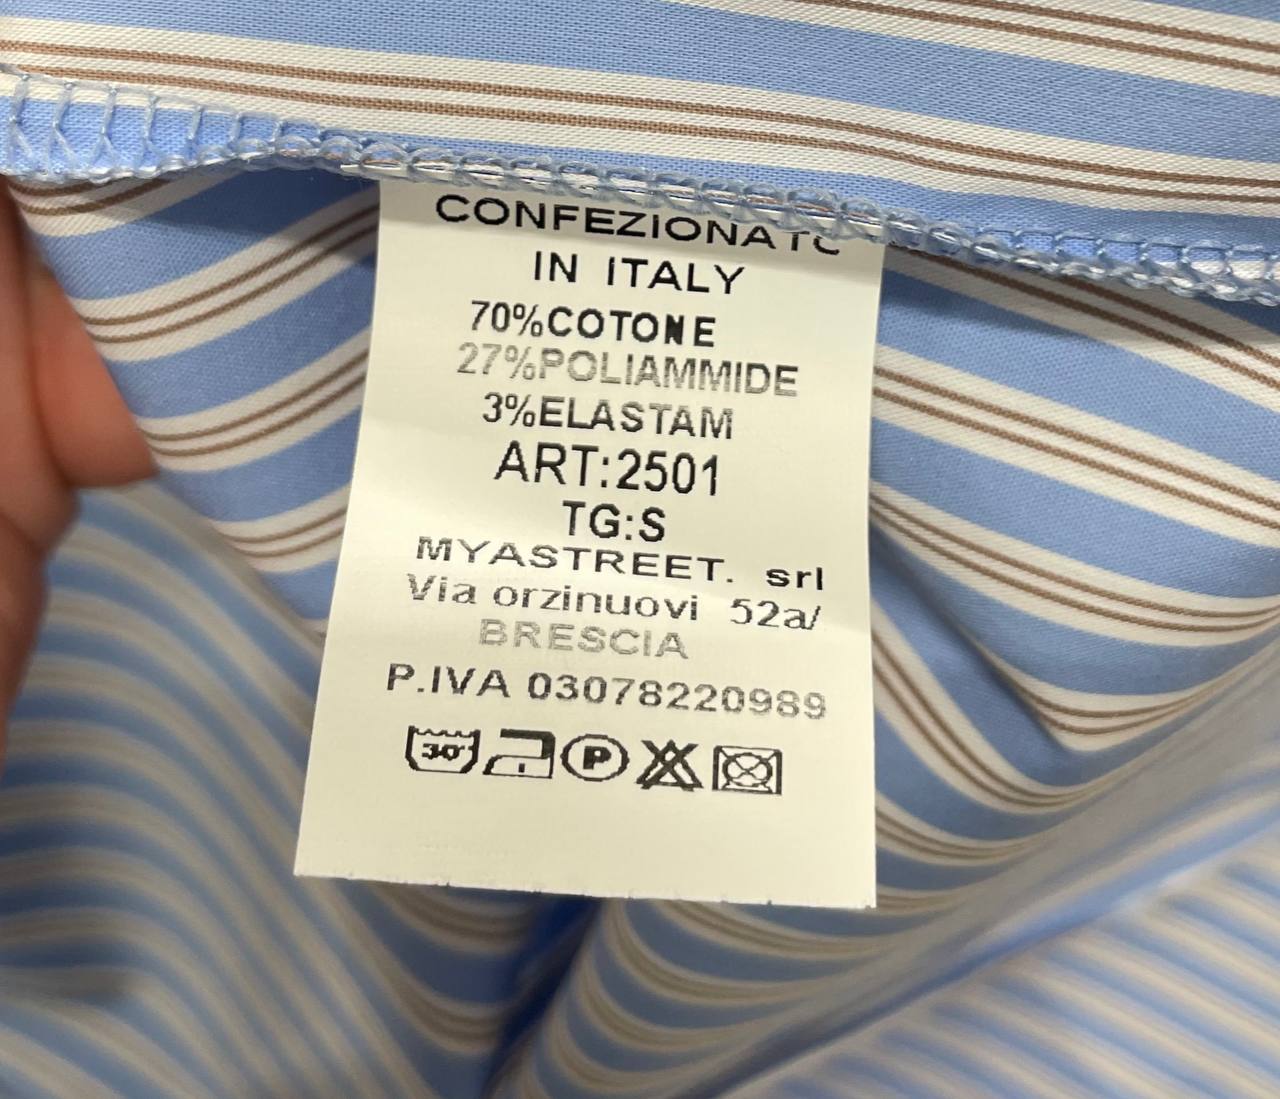 CONFEZIONATO
IN ITALY
70%COTONE
27%POLIAMMIDE
3%ELASTAM
ART:2501
TG:S
MYASTREET. srl
Via orzinuovi 52a/
BRESCIA
P.IVA 03078220989
30°
P